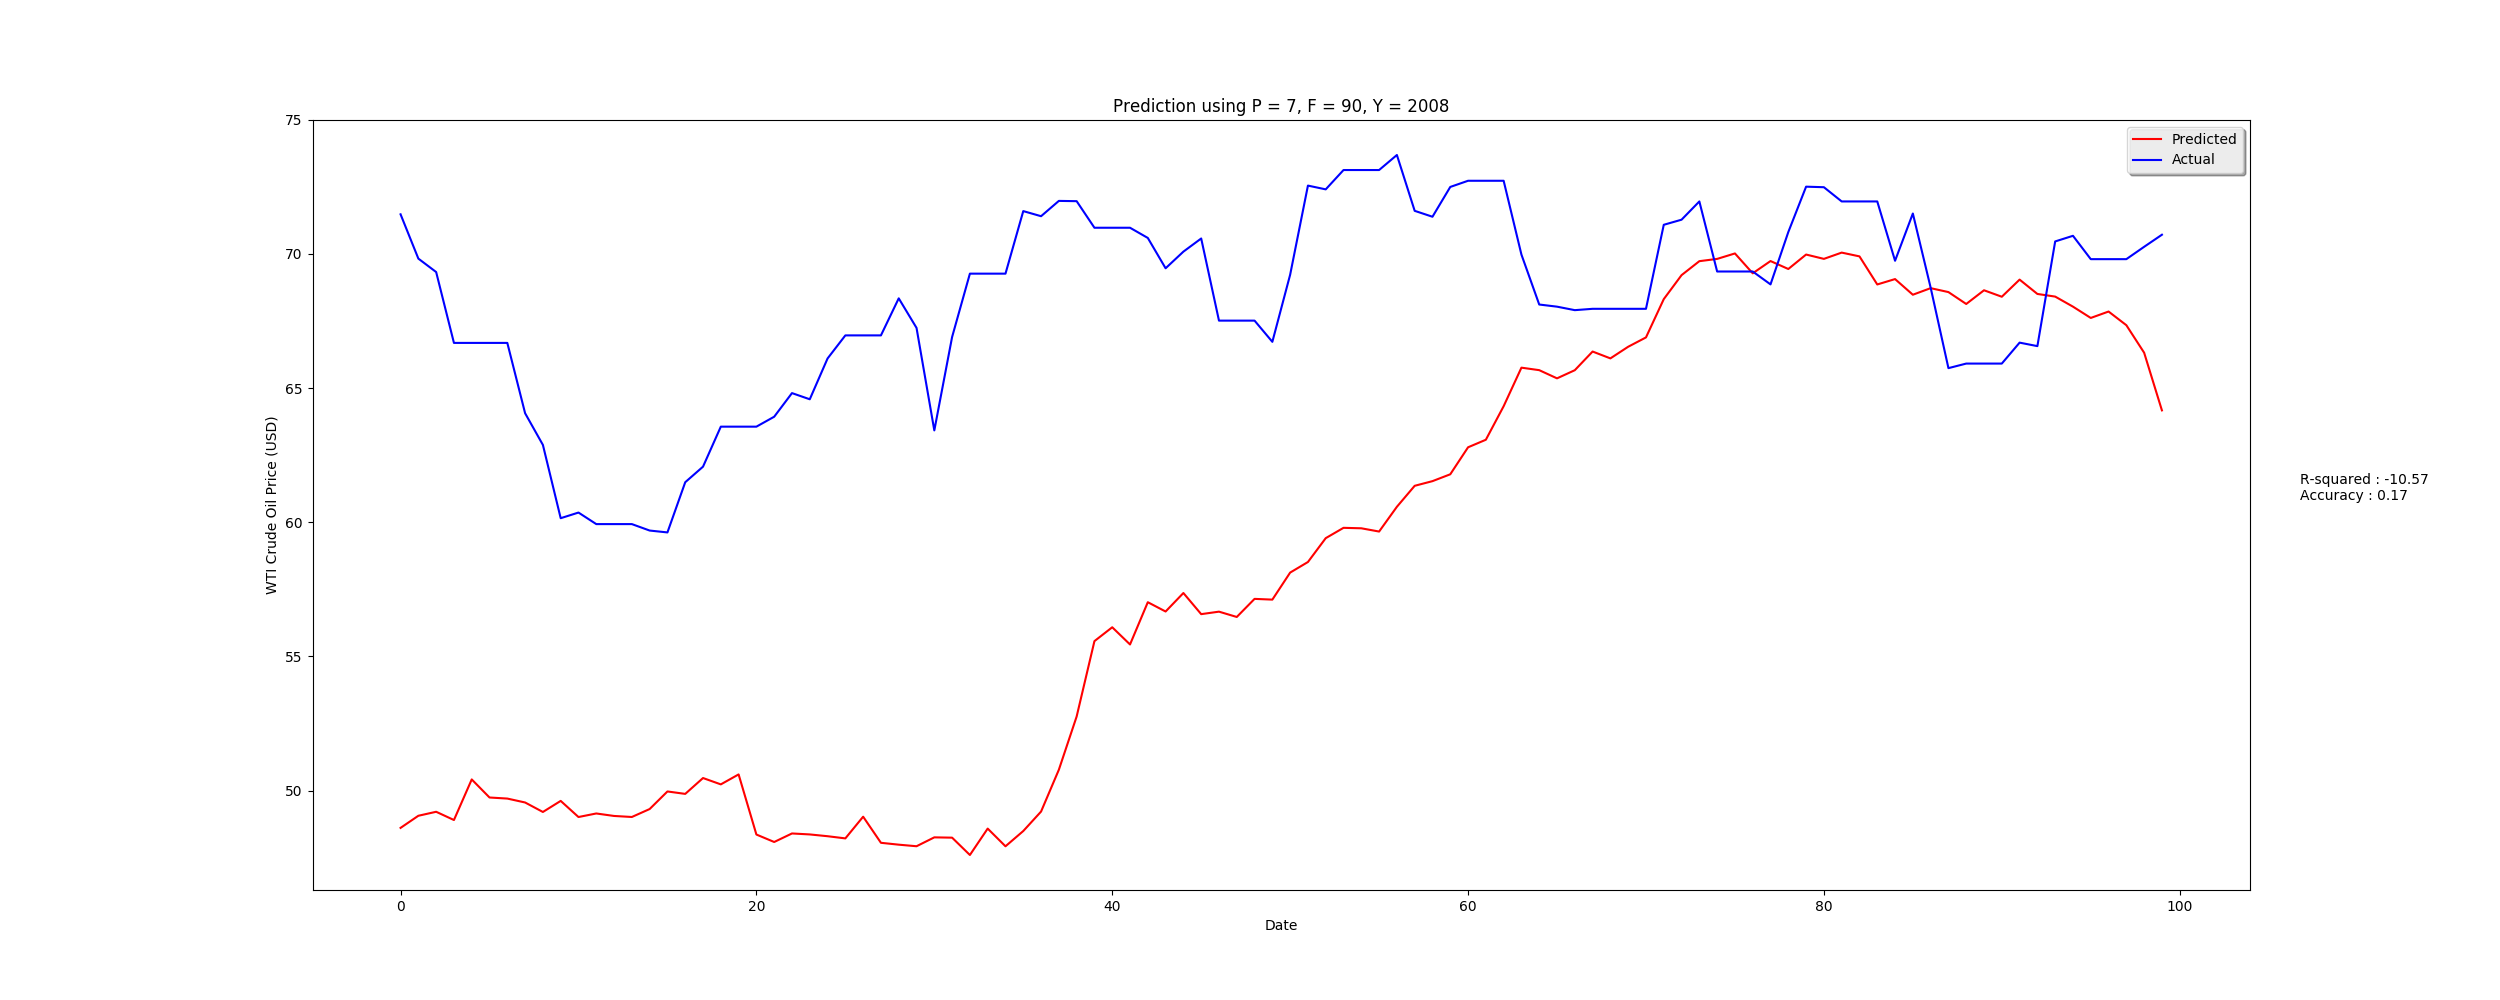 Prediction using P = 7, F = 90, Y = 2008
Predicted
Actual
WTI Crude Oil Price (USD)
75
70
65
60
55
50
0 20 40 60 80 100
Date
R-squared : -10.57
Accuracy : 0.17